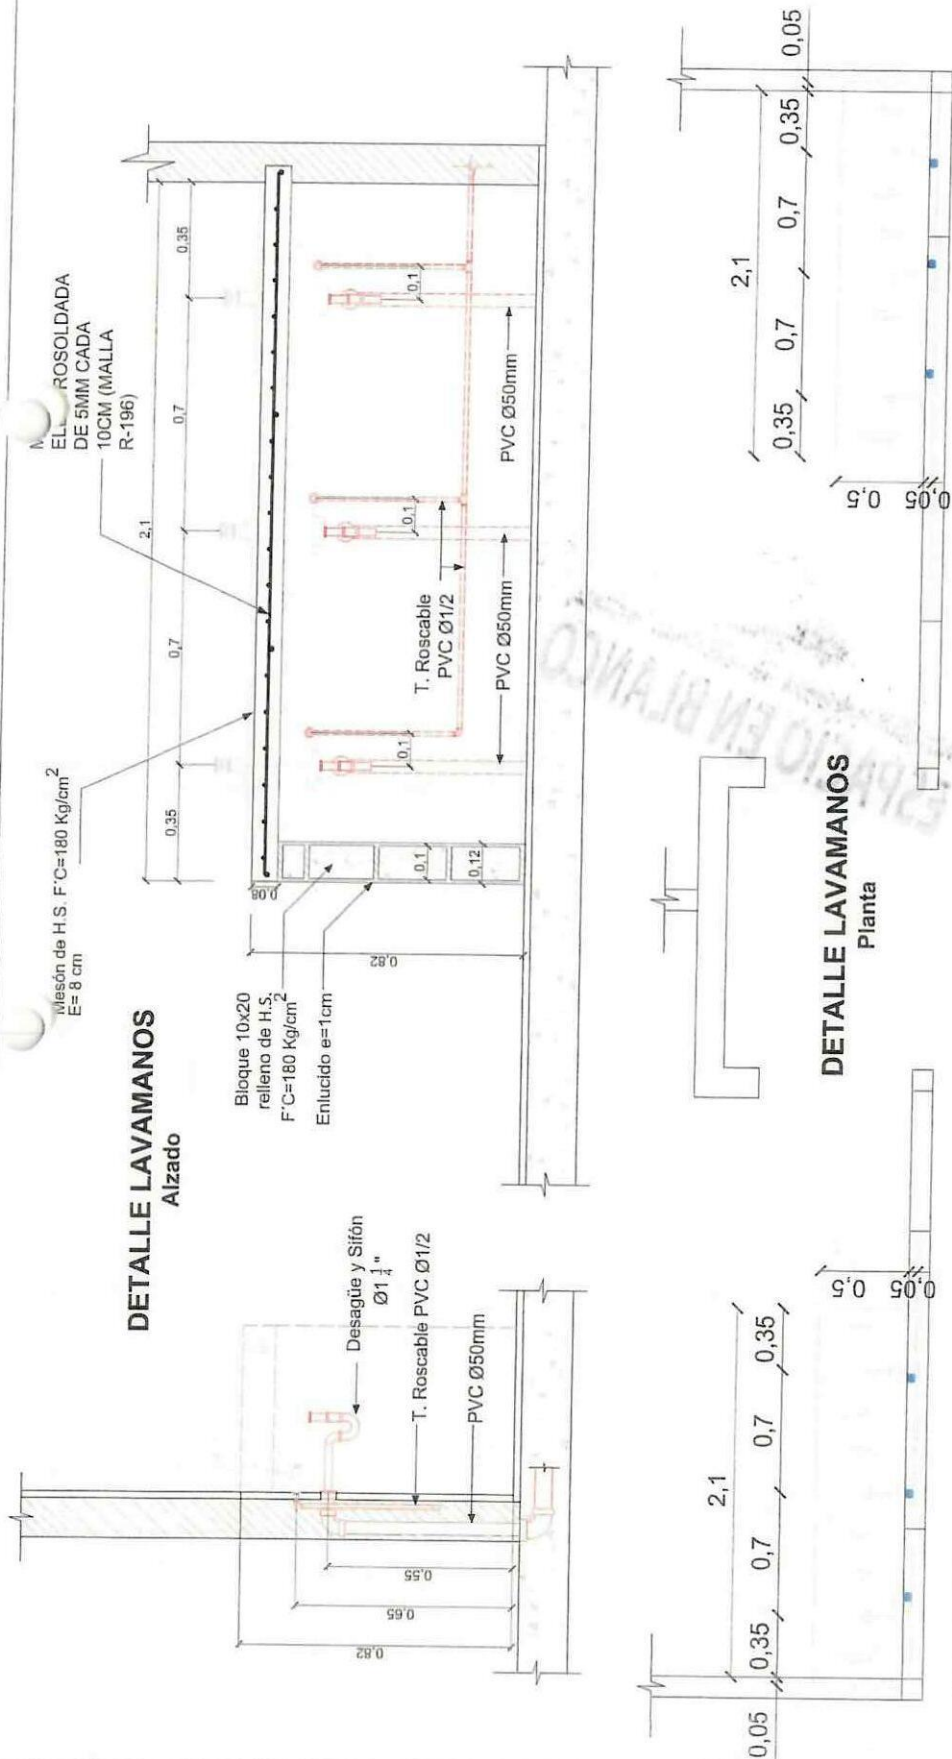 DETALLE LAVAMANOS
Alzado
Mesón de H.S. F'C=180 Kg/cm²
E= 8 cm
ROSOLDADA
DE 5MM CADA
10CM (MALLA
R-196)
2,1
0,35
0,7
0,7
0,35
0,08
0,82
Bloque 10x20
relleno de H.S.
F'C=180 Kg/cm²
Enlucido e=1cm
0,1
0,12
0,1
0,1
0,1
T. Roscable
PVC Ø1/2
PVC Ø50mm
PVC Ø50mm
Desagüe y Sifón
Ø1 1/4 "
T. Roscable PVC Ø1/2
PVC Ø50mm
0,55
0,65
0,82
DETALLE LAVAMANOS
Planta
2,1
0,05
0,35
0,7
0,7
0,35
0,5
0,05
2,1
0,35
0,7
0,7
0,35
0,05
0,5
0,05
ESPACIO EN BLANCO